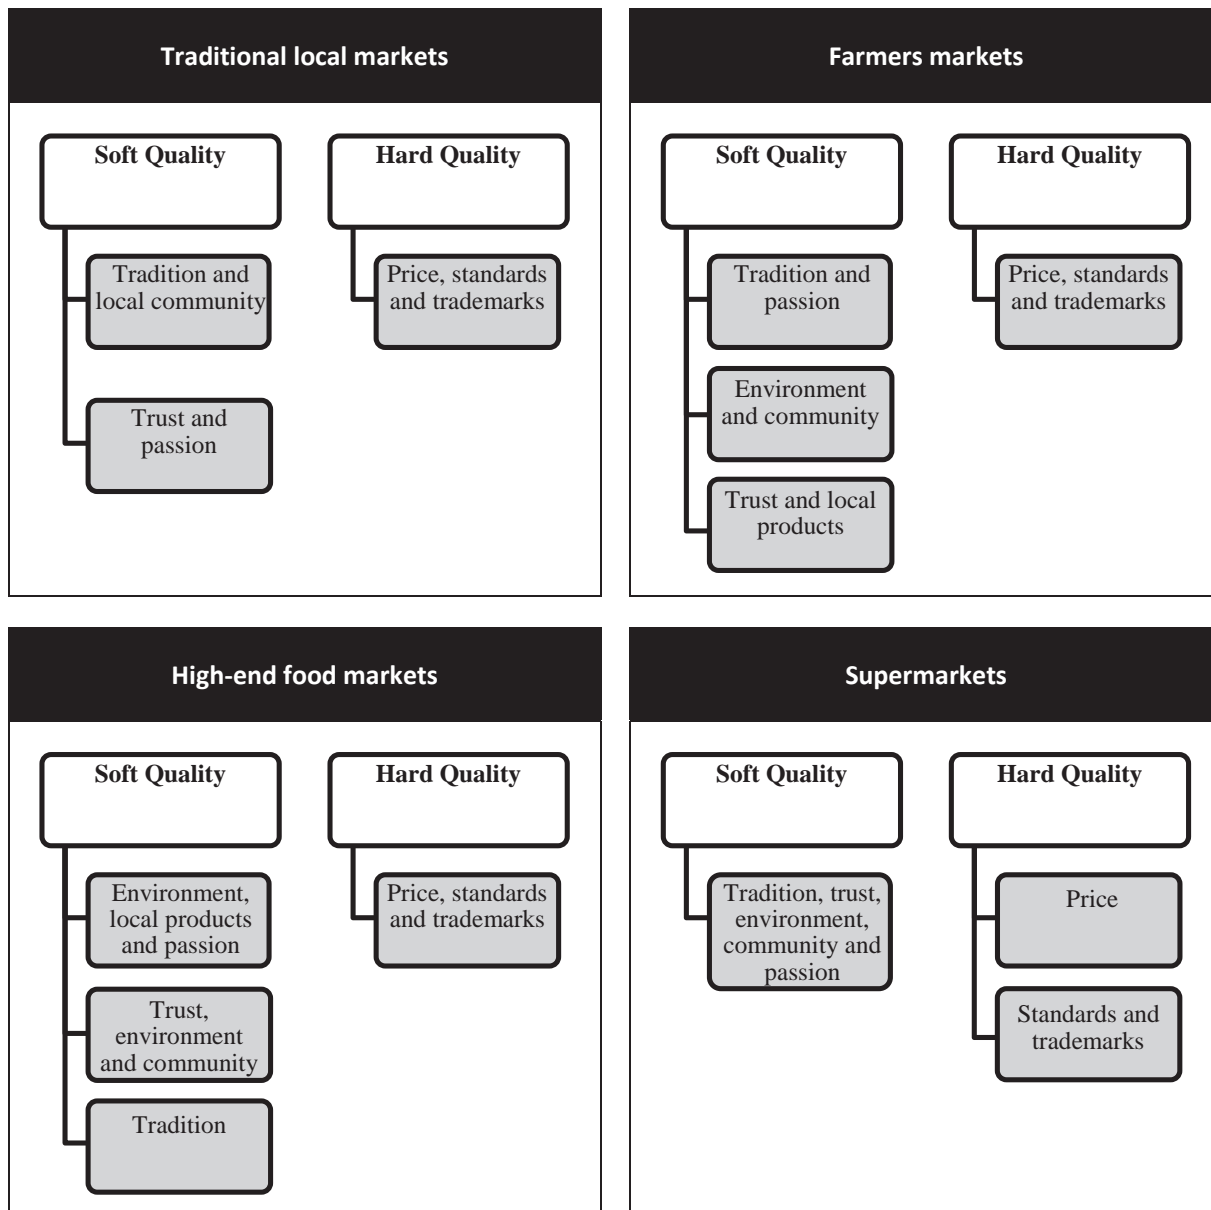 Traditional local markets
Soft Quality
Hard Quality
Tradition and
local community
Trust and
passion
Price, standards
and trademarks
Farmers markets
Soft Quality
Hard Quality
Tradition and
passion
Environment
and community
Trust and local
products
Price, standards
and trademarks
High-end food markets
Soft Quality
Hard Quality
Environment,
local products
and passion
Trust,
environment
and community
Tradition
Price, standards
and trademarks
Supermarkets
Soft Quality
Hard Quality
Tradition, trust,
environment,
community and
passion
Price
Standards and
trademarks